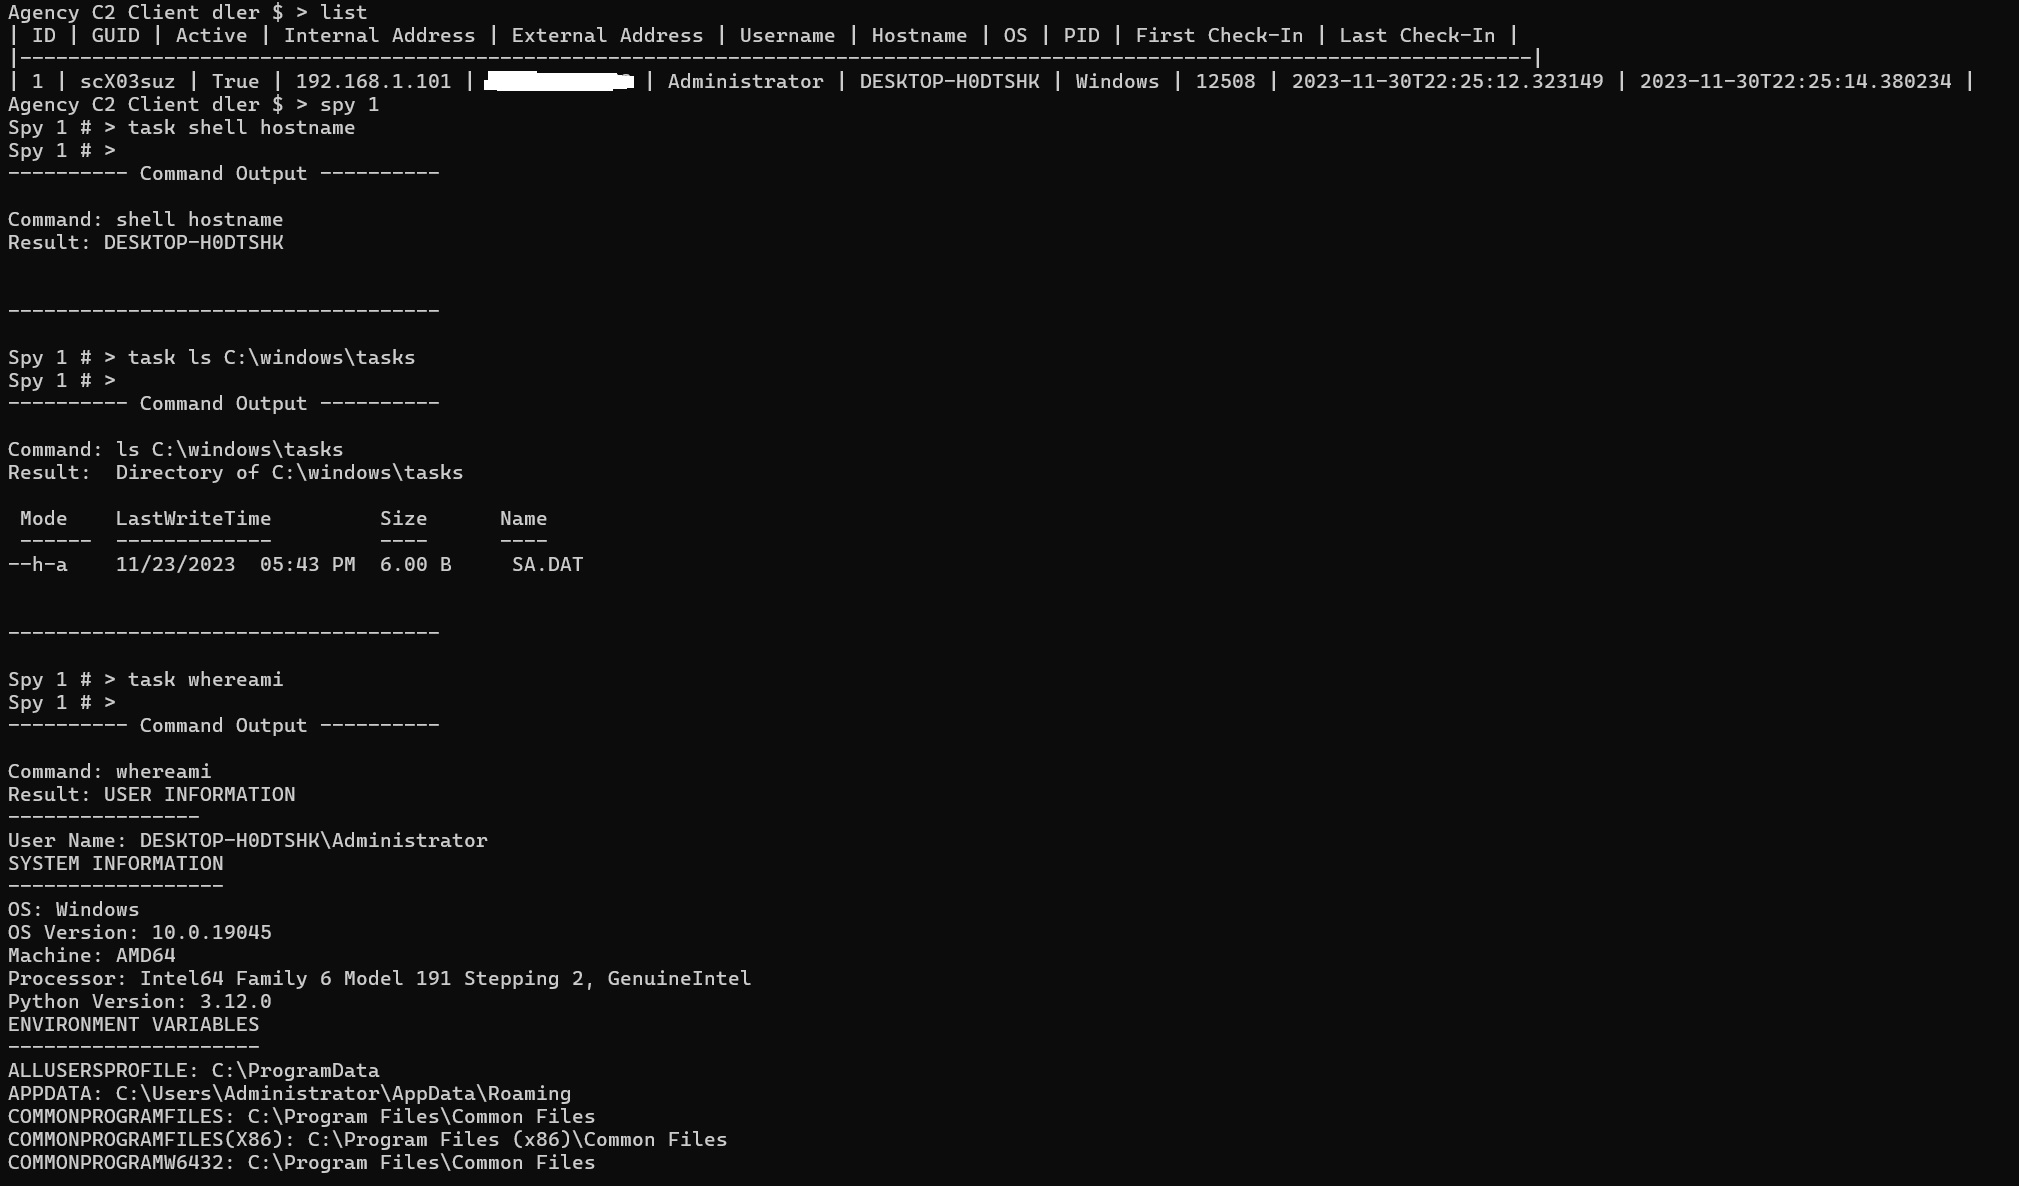 Agency C2 Client dler $ > list
| ID | GUID | Active | Internal Address | External Address | Username | Hostname | OS | PID | First Check-In | Last Check-In |
|------------------------------------------------------------------------------------------------------------------------------|
| 1 | scX03suz | True | 192.168.1.101 | | Administrator | DESKTOP-H0DTSHK | Windows | 12508 | 2023-11-30T22:25:12.323149 | 2023-11-30T22:25:14.380234 |
Agency C2 Client dler $ > spy 1
Spy 1 # > task shell hostname
Spy 1 # >
---------- Command Output ----------
Command: shell hostname
Result: DESKTOP-H0DTSHK
------------------------------------
Spy 1 # > task ls C:\windows\tasks
Spy 1 # >
---------- Command Output ----------
Command: ls C:\windows\tasks
Result:  Directory of C:\windows\tasks
 Mode    LastWriteTime         Size      Name
 ------  -------------         ----      ----
--h-a    11/23/2023  05:43 PM  6.00 B     SA.DAT
------------------------------------
Spy 1 # > task whereami
Spy 1 # >
---------- Command Output ----------
Command: whereami
Result: USER INFORMATION
----------------
User Name: DESKTOP-H0DTSHK\Administrator
SYSTEM INFORMATION
------------------
OS: Windows
OS Version: 10.0.19045
Machine: AMD64
Processor: Intel64 Family 6 Model 191 Stepping 2, GenuineIntel
Python Version: 3.12.0
ENVIRONMENT VARIABLES
---------------------
ALLUSERSPROFILE: C:\ProgramData
APPDATA: C:\Users\Administrator\AppData\Roaming
COMMONPROGRAMFILES: C:\Program Files\Common Files
COMMONPROGRAMFILES(X86): C:\Program Files (x86)\Common Files
COMMONPROGRAMW6432: C:\Program Files\Common Files